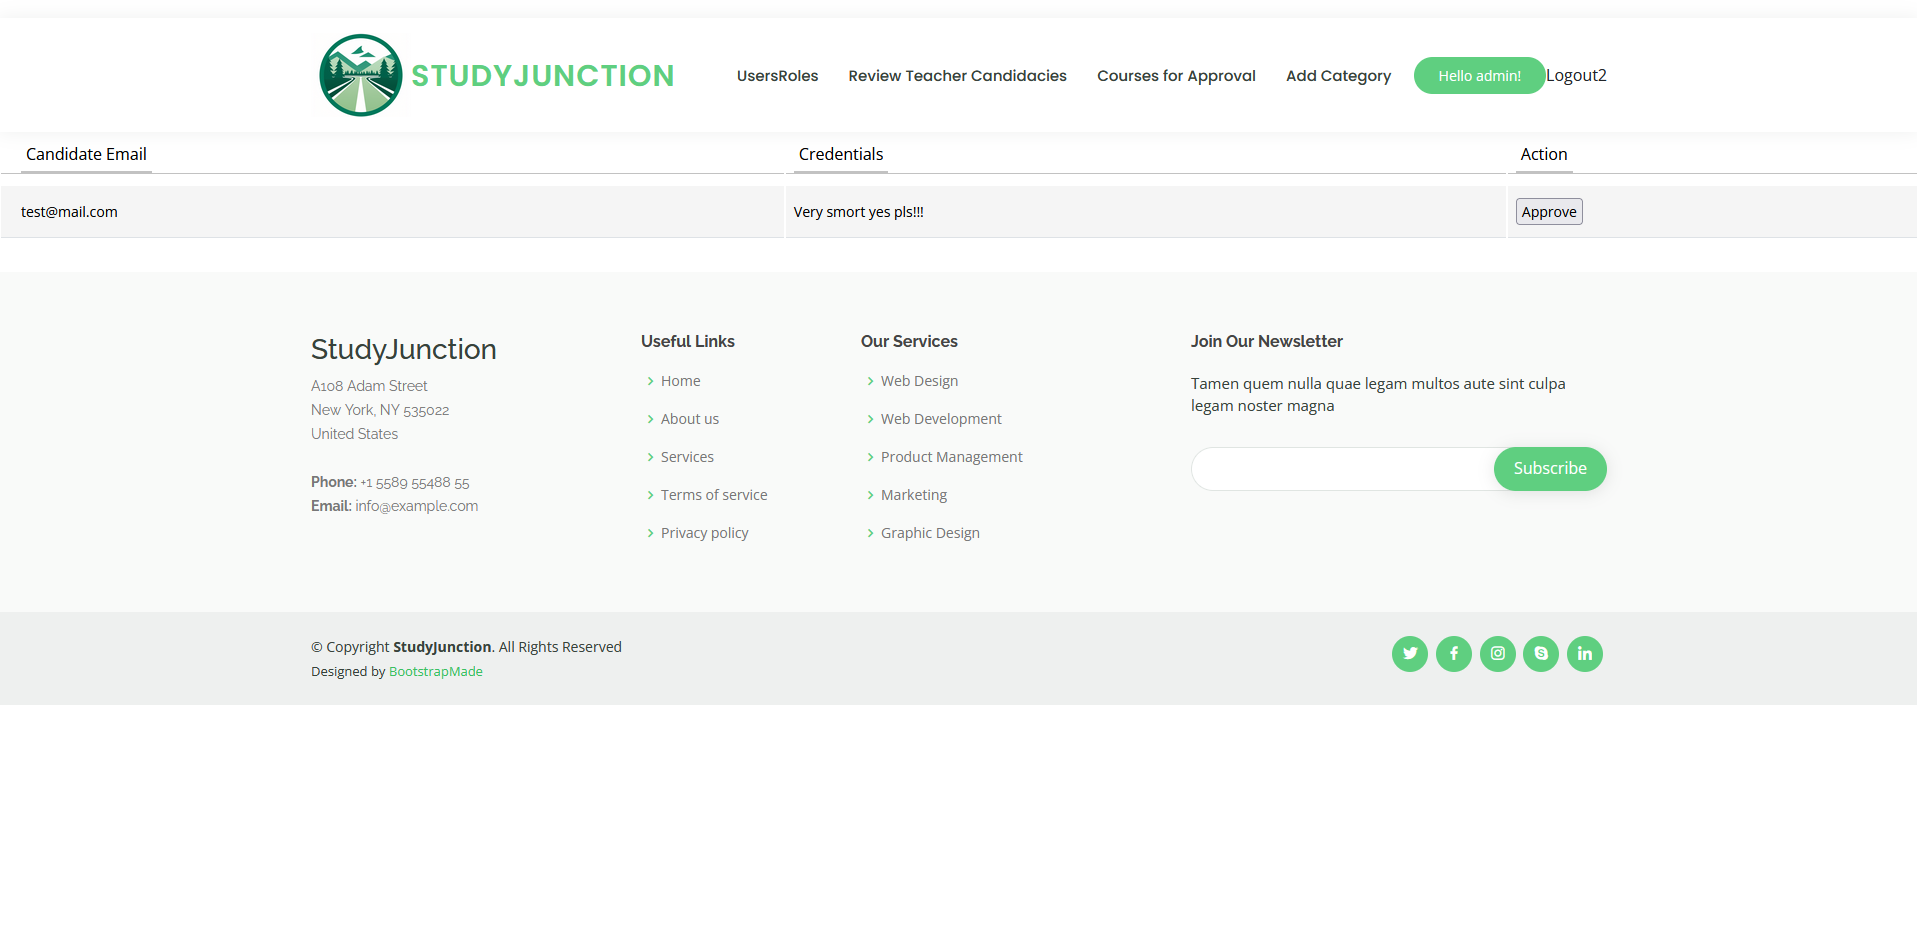 STUDYJUNCTION UsersRoles Review Teacher Candidacies Courses for Approval Add Category Hello admin! Logout2
Candidate Email Credentials Action
test@mail.com Very smort yes pls!!! Approve
StudyJunction
A108 Adam Street
New York, NY 535022
United States
Phone: +1 5589 55488 55
Email: info@example.com
Useful Links
Home
About us
Services
Terms of service
Privacy policy
Our Services
Web Design
Web Development
Product Management
Marketing
Graphic Design
Join Our Newsletter
Tamen quem nulla quae legam multos aute sint culpa
legam noster magna
Subscribe
© Copyright StudyJunction. All Rights Reserved
Designed by BootstrapMade